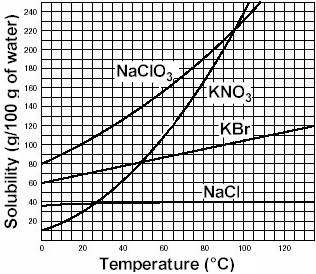 Solubility (g/100 g of water)
240
220
200
180
160
140
120
100
80
60
40
20
NaClO3
KNO3
KBr
NaCl
0 20 40 60 80 100 120
Temperature (°C)